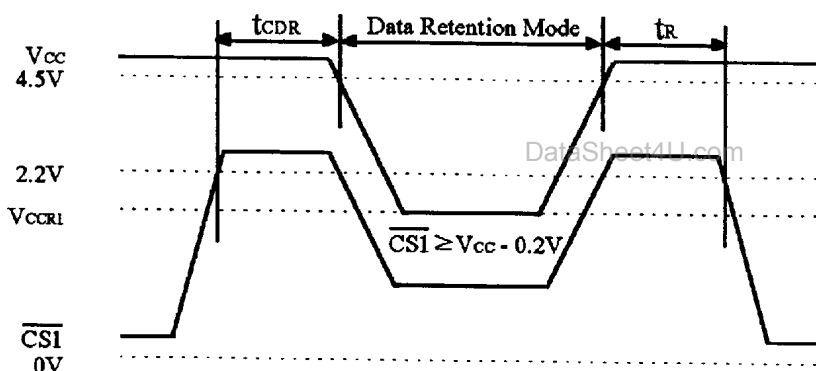 tCDR
Data Retention Mode
tR
Vcc
4.5V
DataSheet4U.com
2.2V
VCCR1
CS1 ≥ Vcc - 0.2V
CS1
0V